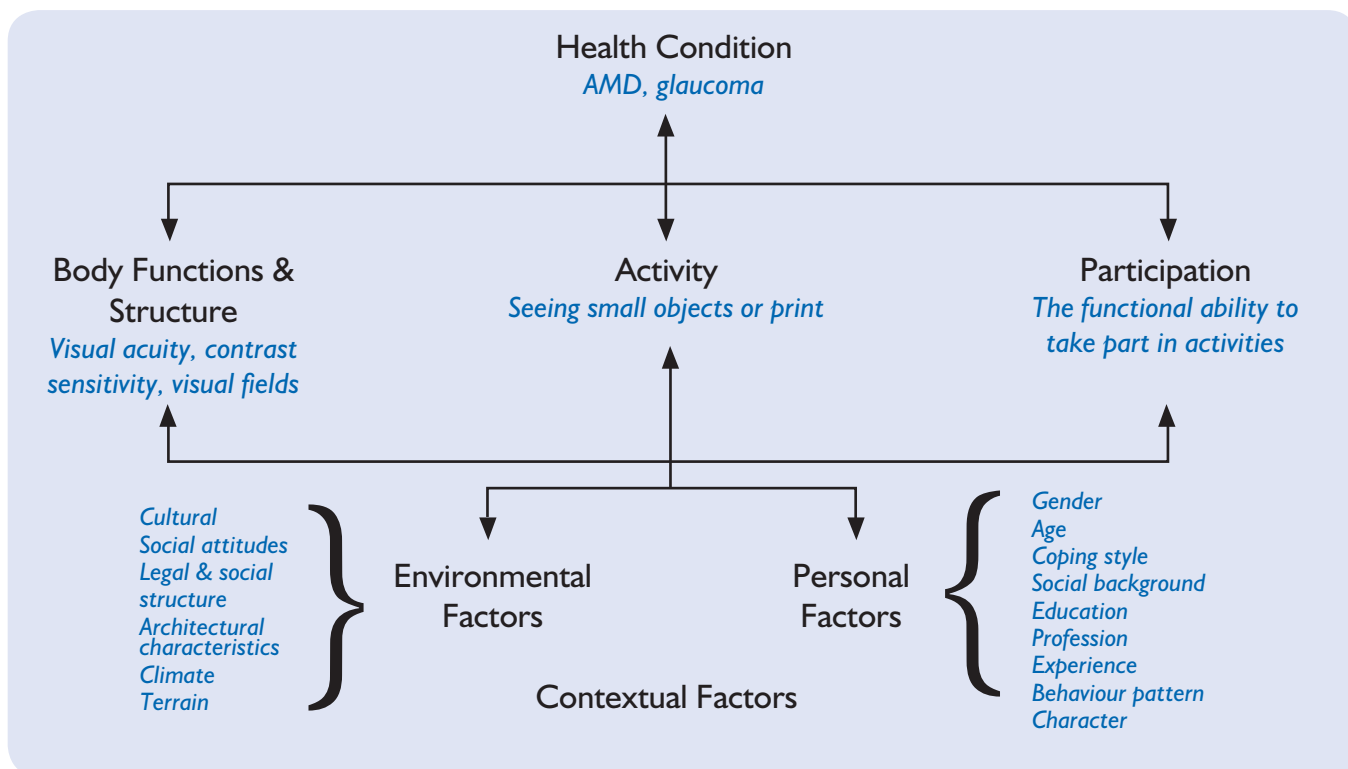 Health Condition
AMD, glaucoma
Body Functions &
Structure
Visual acuity, contrast
sensitivity, visual fields
Activity
Seeing small objects or print
Participation
The functional ability to
take part in activities
Cultural
Social attitudes
Legal & social
structure
Architectural
characteristics
Climate
Terrain
Environmental
Factors
Personal
Factors
Gender
Age
Coping style
Social background
Education
Profession
Experience
Behaviour pattern
Character
Contextual Factors